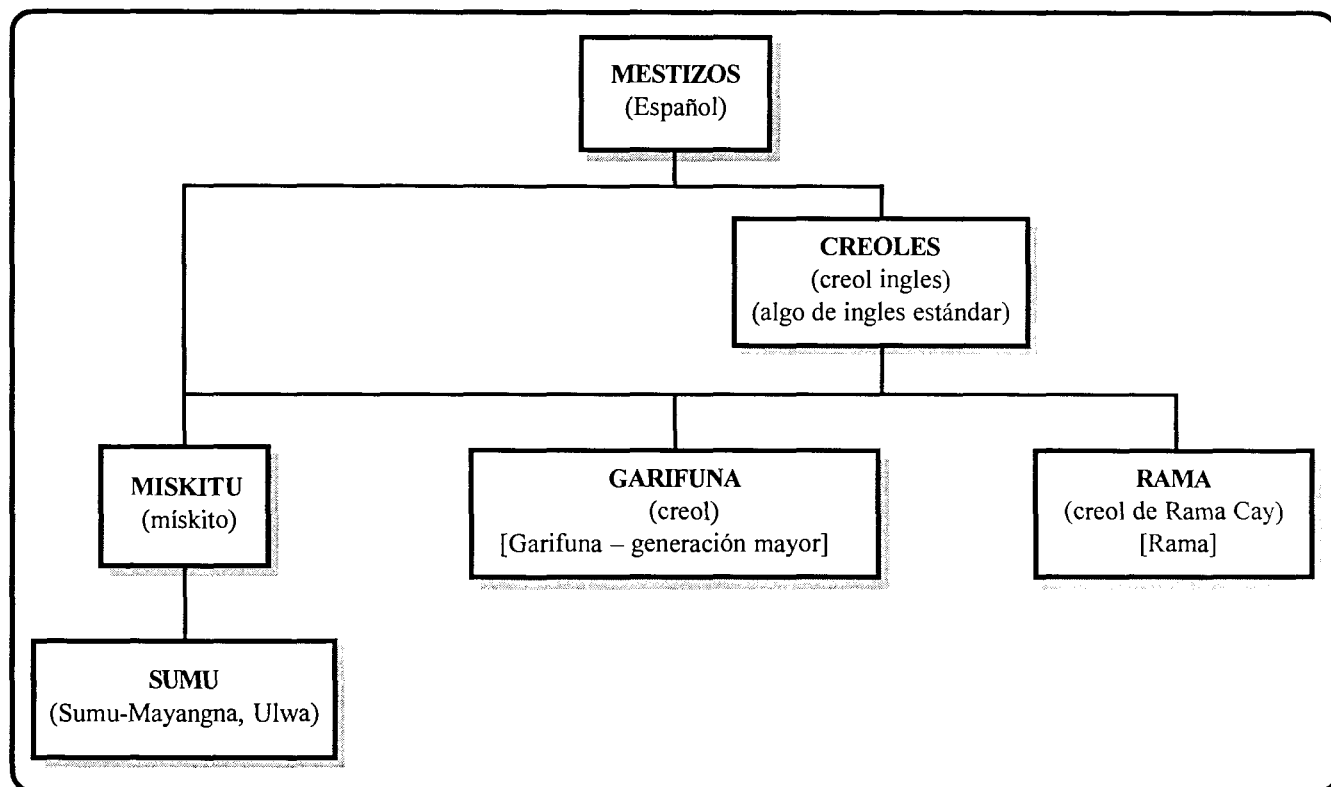 MESTIZOS
(Español)
CREOLES
(creol ingles)
(algo de ingles estándar)
MISKITU
(mískito)
GARIFUNA
(creol)
[Garifuna – generación mayor]
RAMA
(creol de Rama Cay)
[Rama]
SUMU
(Sumu-Mayangna, Ulwa)